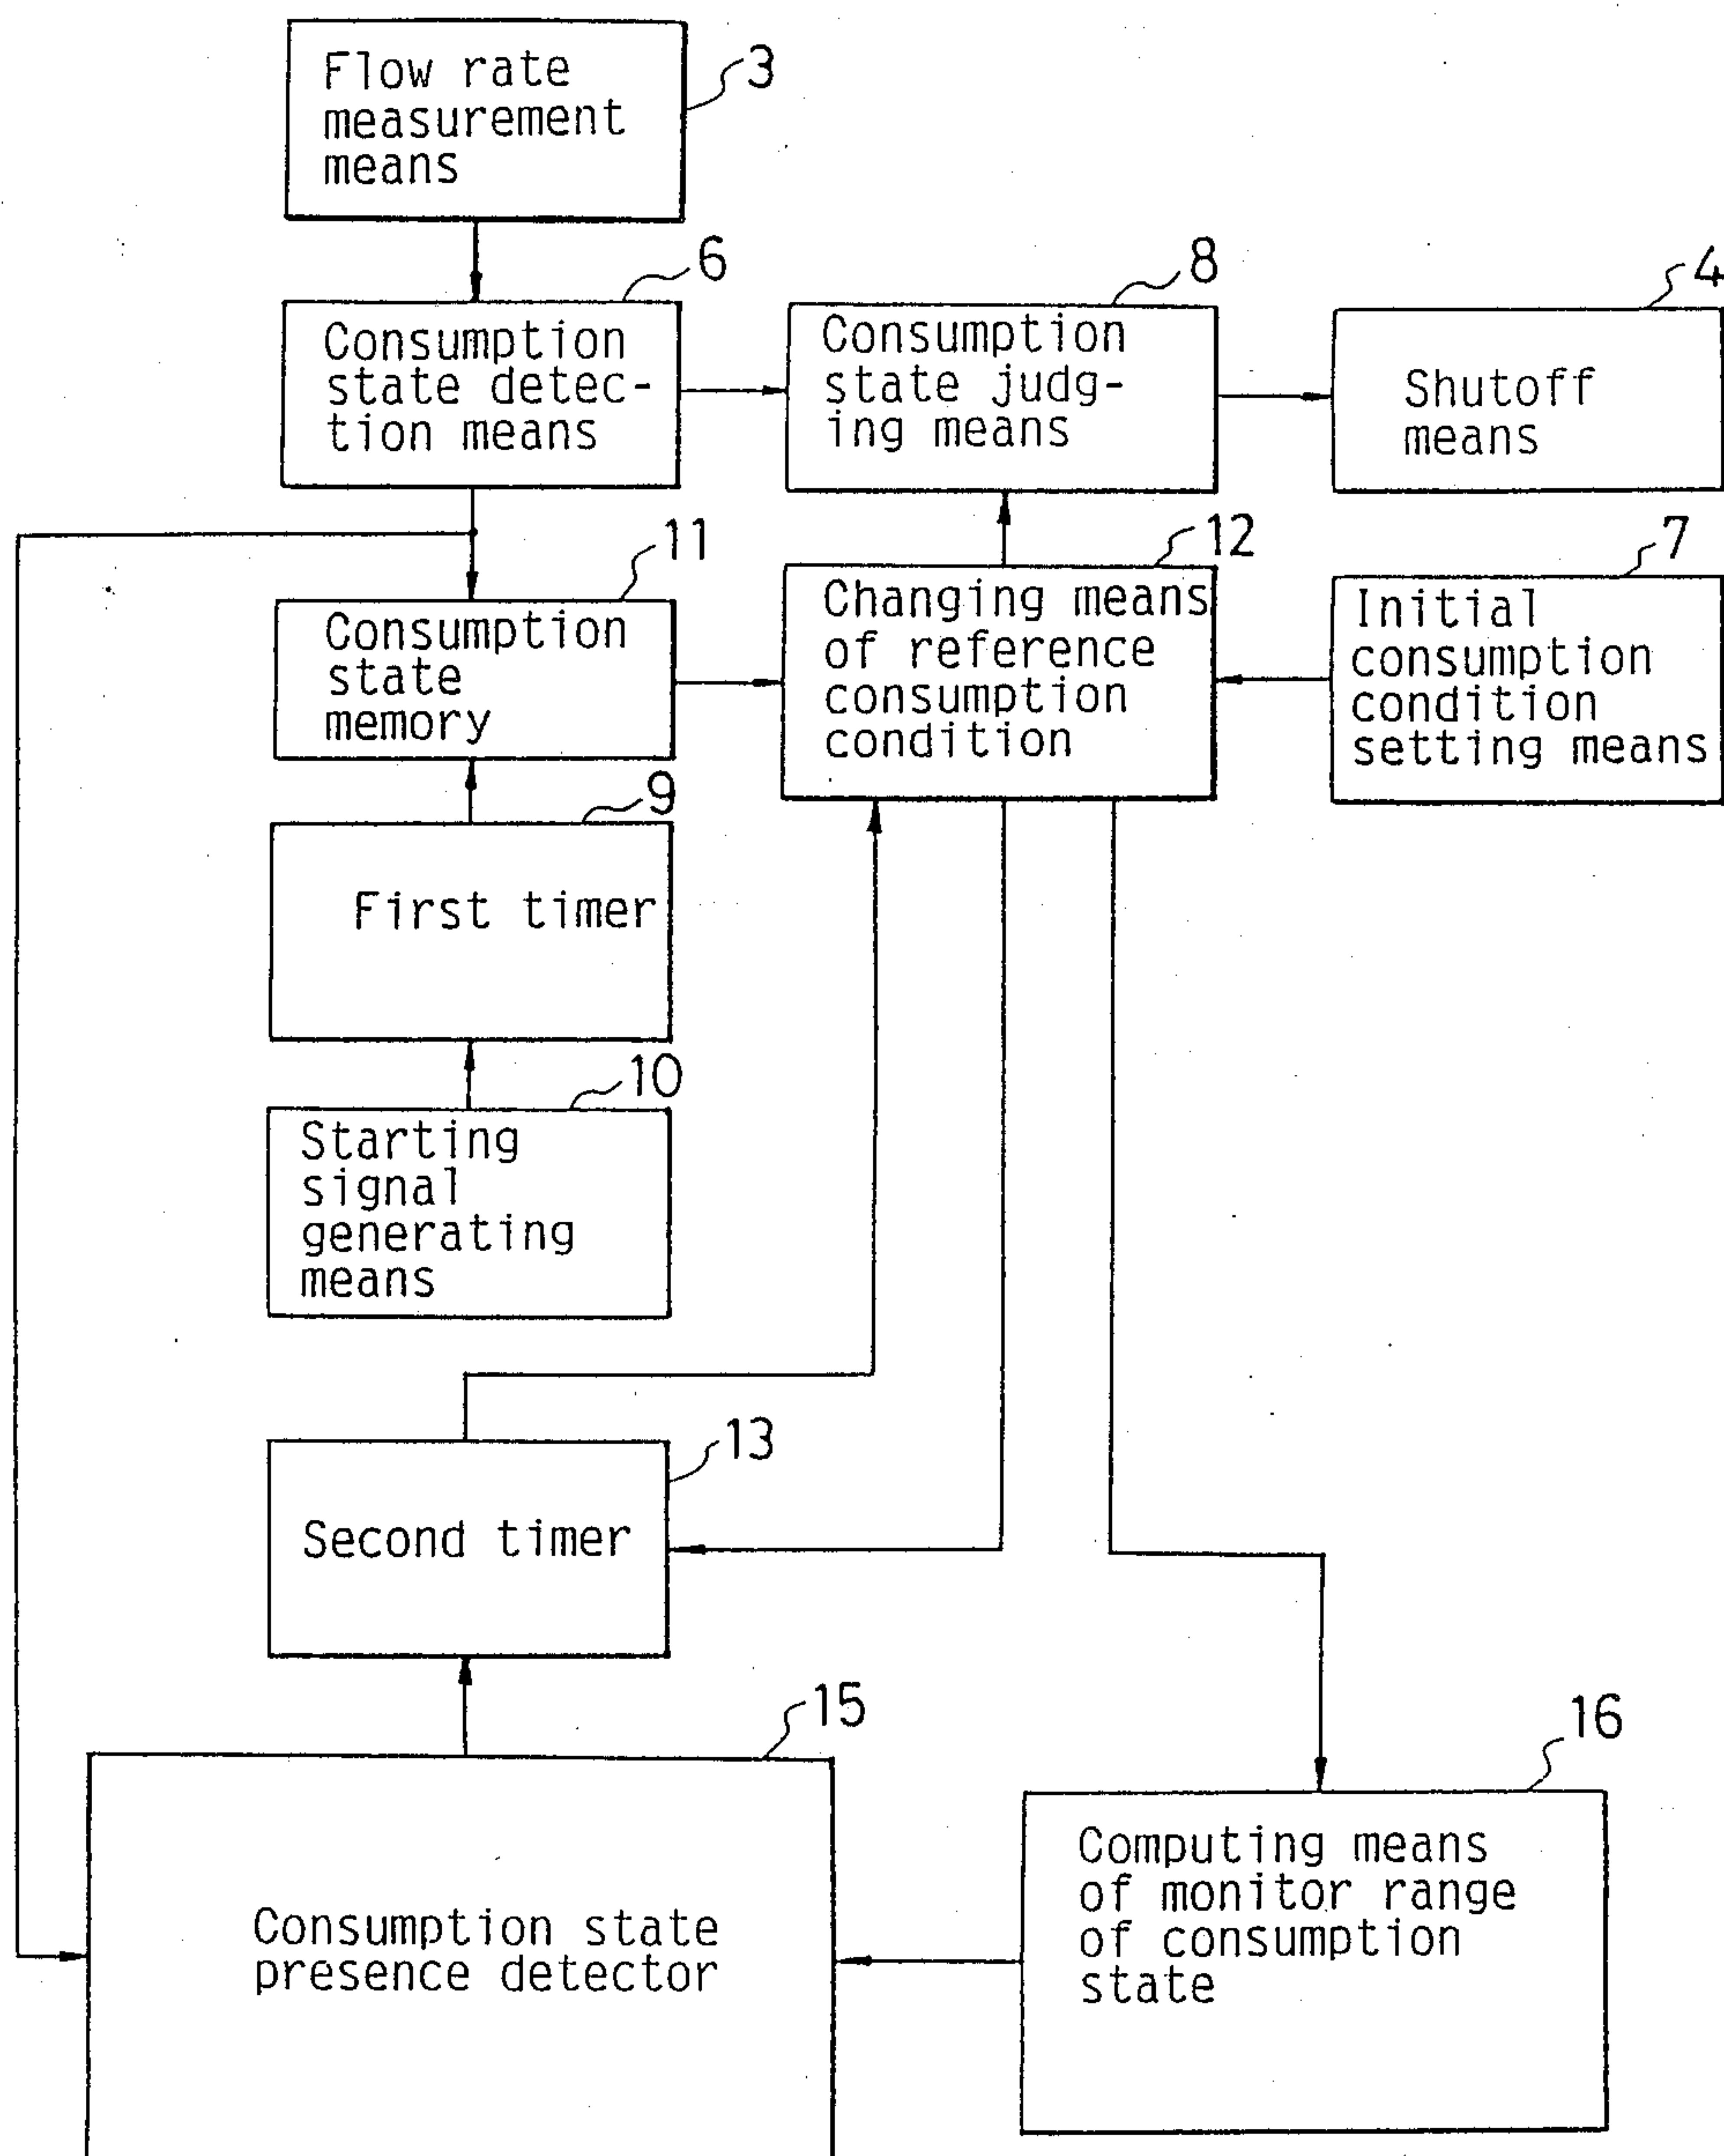 Flow rate
measurement
means
3
6
Consumption
state detec-
tion means
8
Consumption
state judg-
ing means
4
Shutoff
means
11
Consumption
state
memory
12
Changing means
of reference
consumption
condition
7
Initial
consumption
condition
setting means
9
First timer
10
Starting
signal
generating
means
13
Second timer
15
Consumption state
presence detector
16
Computing means
of monitor range
of consumption
state